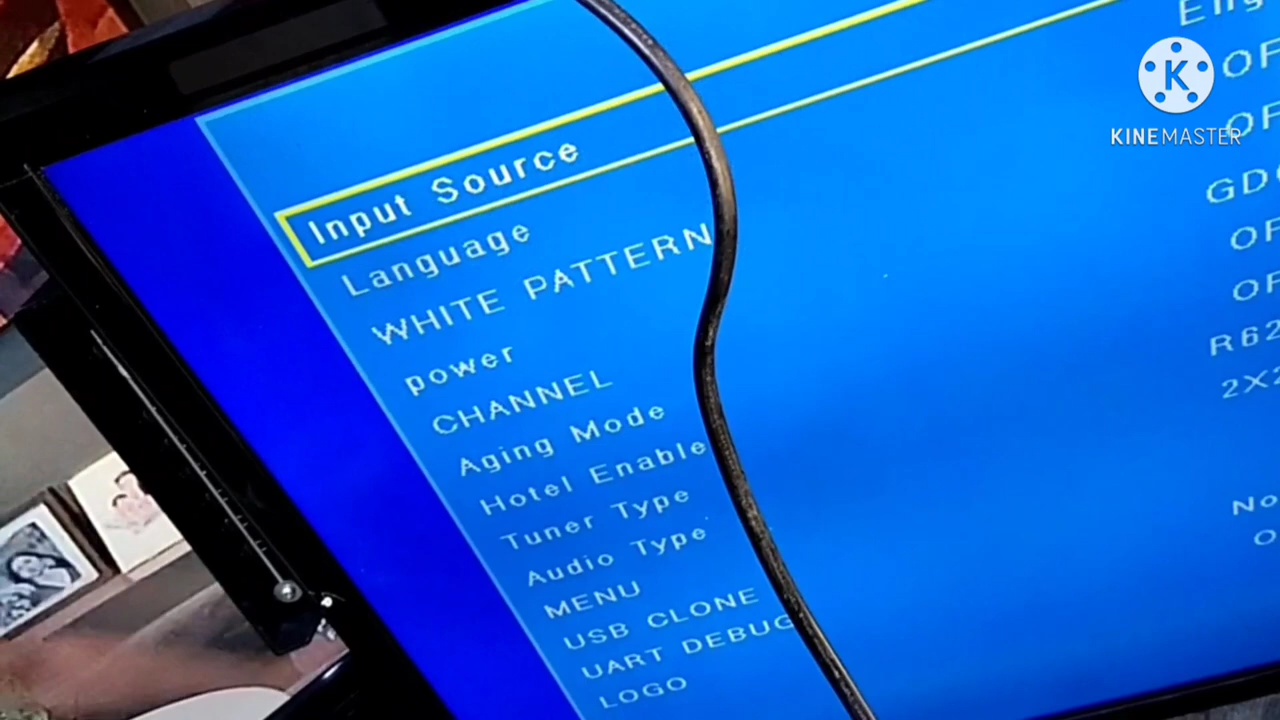 Input Source
Language
WHITE PATTERN
power
CHANNEL
Aging Mode
Hotel Enable
Tuner Type
Audio Type
MENU
USB CLONE
UART DEBUG
LOGO
K
KINEMASTER